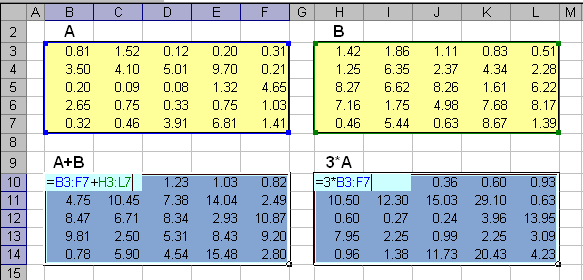 A B C D E F G H I J K L M
2 A B
3 0.81 1.52 0.12 0.20 0.31 1.42 1.86 1.11 0.83 0.51
4 3.50 4.10 5.01 9.70 0.21 1.25 6.35 2.37 4.34 2.28
5 0.20 0.09 0.08 1.32 4.65 8.27 6.62 8.26 1.61 6.22
6 2.65 0.75 0.33 0.75 1.03 7.16 1.75 4.98 7.68 8.17
7 0.32 0.46 3.91 6.81 1.41 0.46 5.44 0.63 8.67 1.39
8
9 A+B 3*A
10 =B3:F7+H3:L7 1.23 1.03 0.82 =3*B3:F7 0.36 0.60 0.93
11 4.75 10.45 7.38 14.04 2.49 10.50 12.30 15.03 29.10 0.63
12 8.47 6.71 8.34 2.93 10.87 0.60 0.27 0.24 3.96 13.95
13 9.81 2.50 5.31 8.43 9.20 7.95 2.25 0.99 2.25 3.09
14 0.78 5.90 4.54 15.48 2.80 0.96 1.38 11.73 20.43 4.23
15